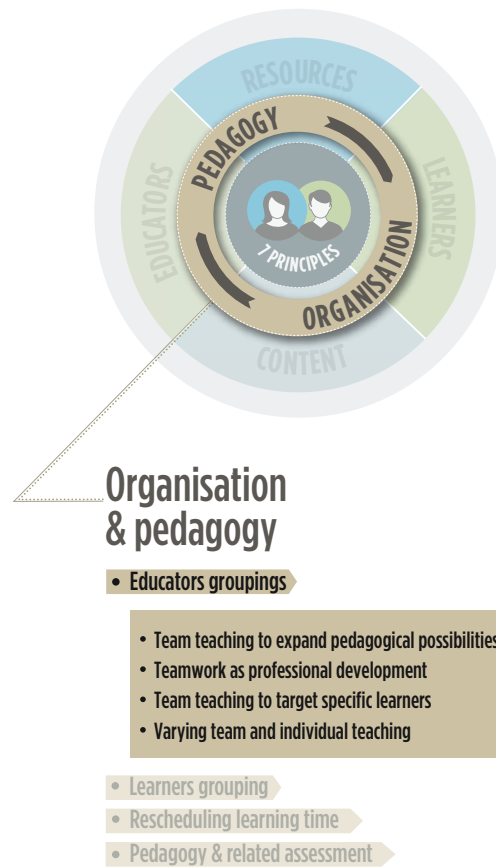 RESOURCES
PEDAGOGY
EDUCATORS
LEARNERS
7 PRINCIPLES
ORGANISATION
CONTENT
Organisation
& pedagogy
• Educators groupings
• Team teaching to expand pedagogical possibilities
• Teamwork as professional development
• Team teaching to target specific learners
• Varying team and individual teaching
• Learners grouping
• Rescheduling learning time
• Pedagogy & related assessment